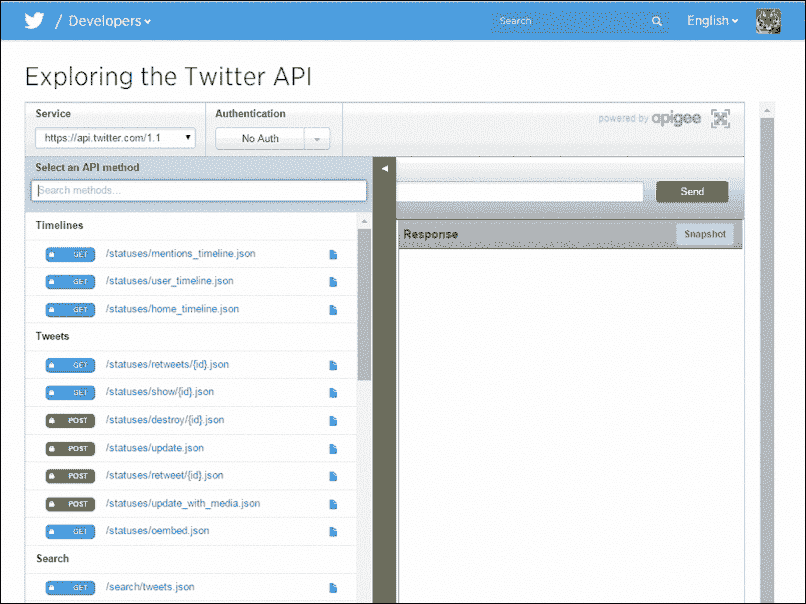 / Developers
Search
English
Exploring the Twitter API
Service
Authentication
https://api.twitter.com/1.1
No Auth
powered by apigee
Select an API method
Search methods...
Send
Response
Snapshot
Timelines
GET /statuses/mentions_timeline.json
GET /statuses/user_timeline.json
GET /statuses/home_timeline.json
Tweets
GET /statuses/retweets/{id}.json
GET /statuses/show/{id}.json
POST /statuses/destroy/{id}.json
POST /statuses/update.json
POST /statuses/retweet/{id}.json
POST /statuses/update_with_media.json
GET /statuses/oembed.json
Search
GET /search/tweets.json